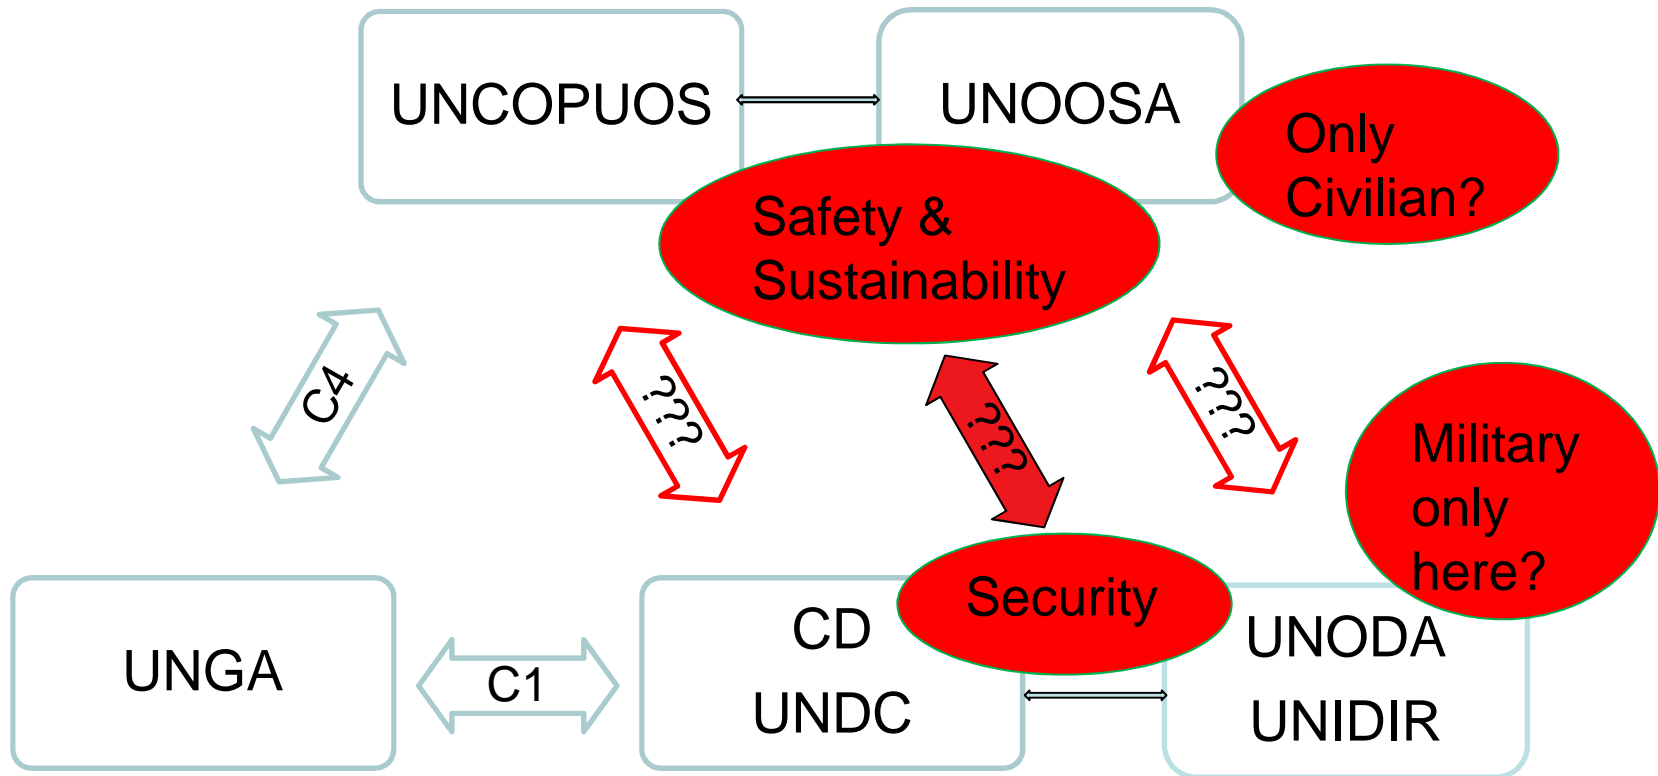 UNCOPUOS
UNOOSA
Only
Civilian?
Safety &
Sustainability
C4
???
???
???
Military
only
here?
Security
UNGA
C1
CD
UNDC
UNODA
UNIDIR